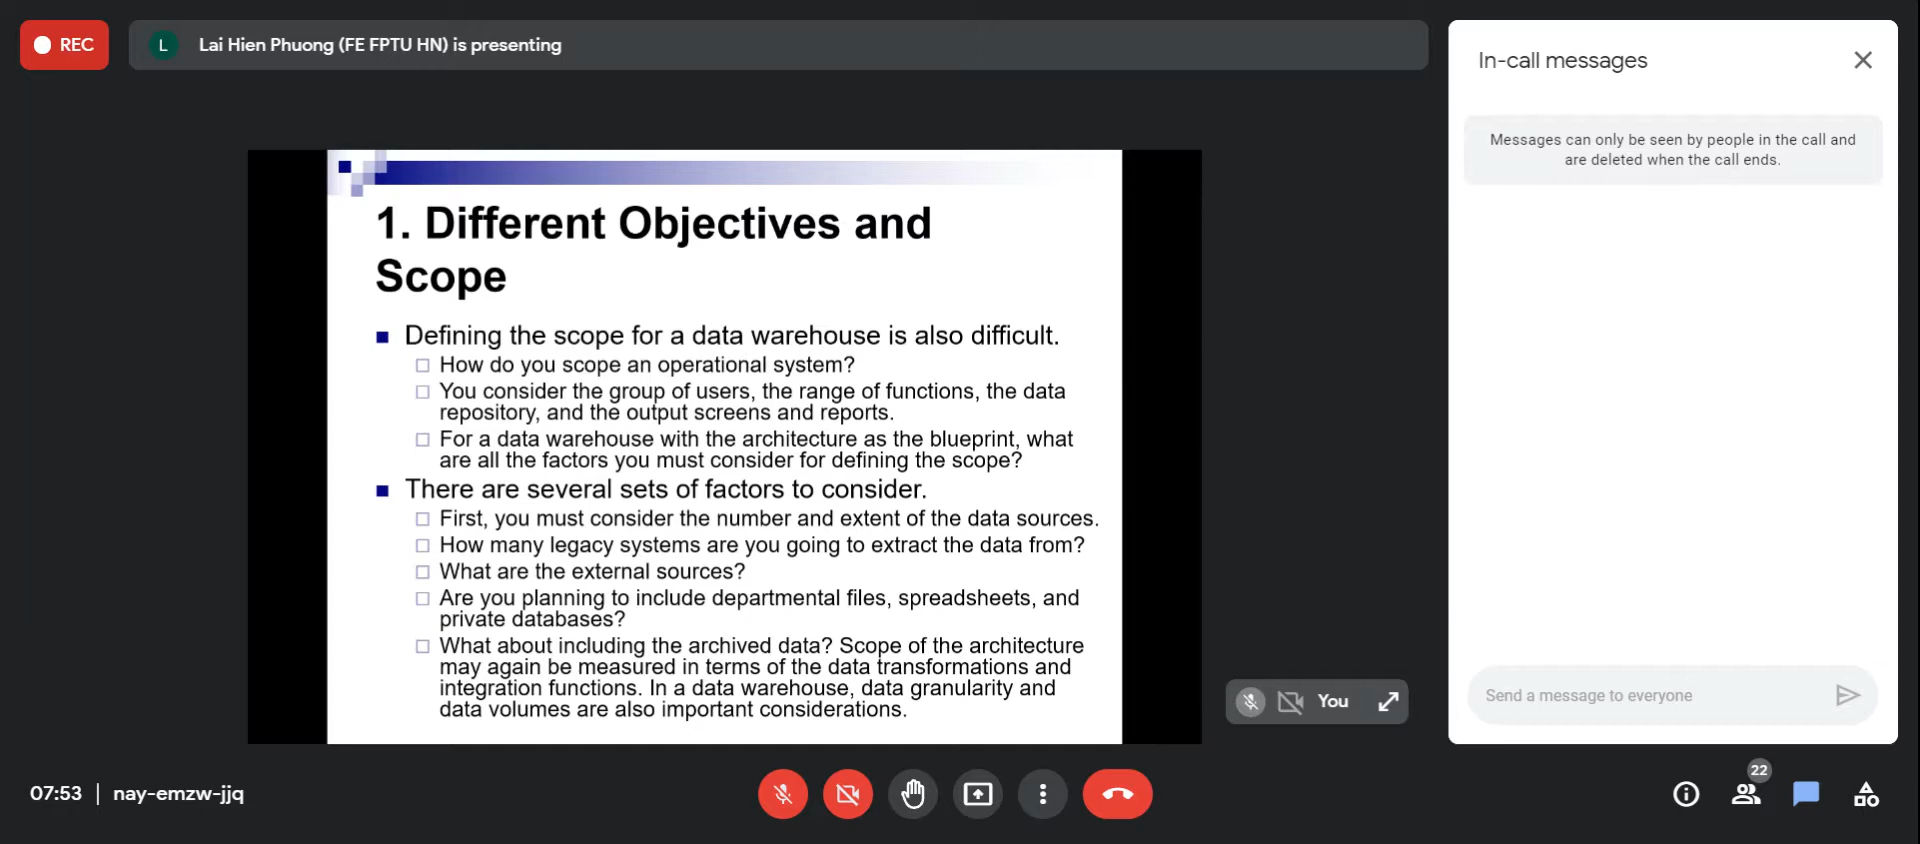 REC
L
Lai Hien Phuong (FE FPTU HN) is presenting
1. Different Objectives and
Scope
Defining the scope for a data warehouse is also difficult.
How do you scope an operational system?
You consider the group of users, the range of functions, the data
repository, and the output screens and reports.
For a data warehouse with the architecture as the blueprint, what
are all the factors you must consider for defining the scope?
There are several sets of factors to consider.
First, you must consider the number and extent of the data sources.
How many legacy systems are you going to extract the data from?
What are the external sources?
Are you planning to include departmental files, spreadsheets, and
private databases?
What about including the archived data? Scope of the architecture
may again be measured in terms of the data transformations and
integration functions. In a data warehouse, data granularity and
data volumes are also important considerations.
You
In-call messages
Messages can only be seen by people in the call and
are deleted when the call ends.
Send a message to everyone
07:53 | nay-emzw-jjq
22